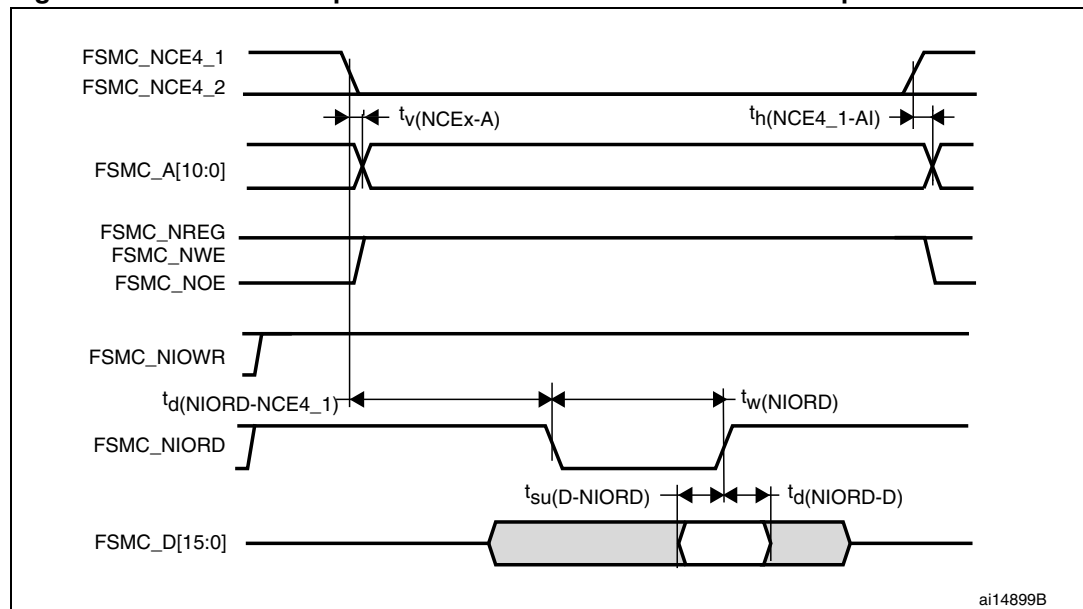 FSMC_NCE4_1
FSMC_NCE4_2
tv(NCEx-A)
th(NCE4_1-AI)
FSMC_A[10:0]
FSMC_NREG
FSMC_NWE
FSMC_NOE
FSMC_NIOWR
td(NIORD-NCE4_1)
tw(NIORD)
FSMC_NIORD
tsu(D-NIORD)
td(NIORD-D)
FSMC_D[15:0]
ai14899B